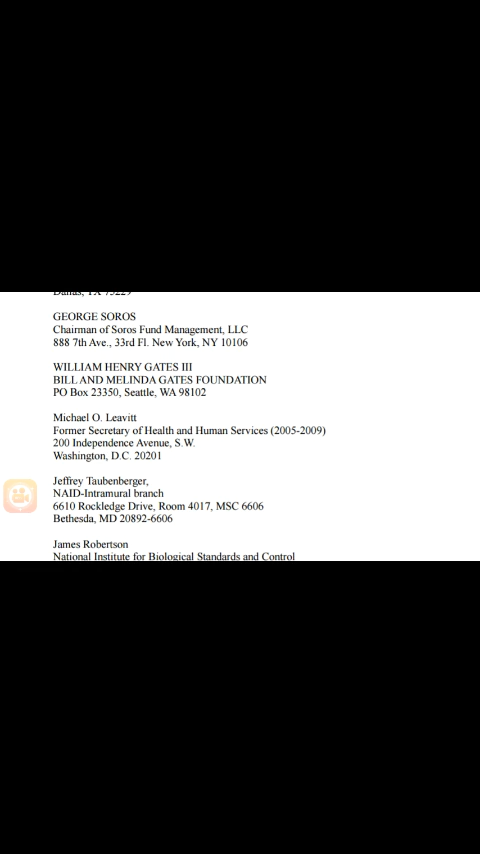 Dallas, TX 75229
GEORGE SOROS
Chairman of Soros Fund Management, LLC
888 7th Ave., 33rd Fl. New York, NY 10106
WILLIAM HENRY GATES III
BILL AND MELINDA GATES FOUNDATION
PO Box 23350, Seattle, WA 98102
Michael O. Leavitt
Former Secretary of Health and Human Services (2005-2009)
200 Independence Avenue, S.W.
Washington, D.C. 20201
Jeffrey Taubenberger,
NAID-Intramural branch
6610 Rockledge Drive, Room 4017, MSC 6606
Bethesda, MD 20892-6606
James Robertson
National Institute for Biological Standards and Control